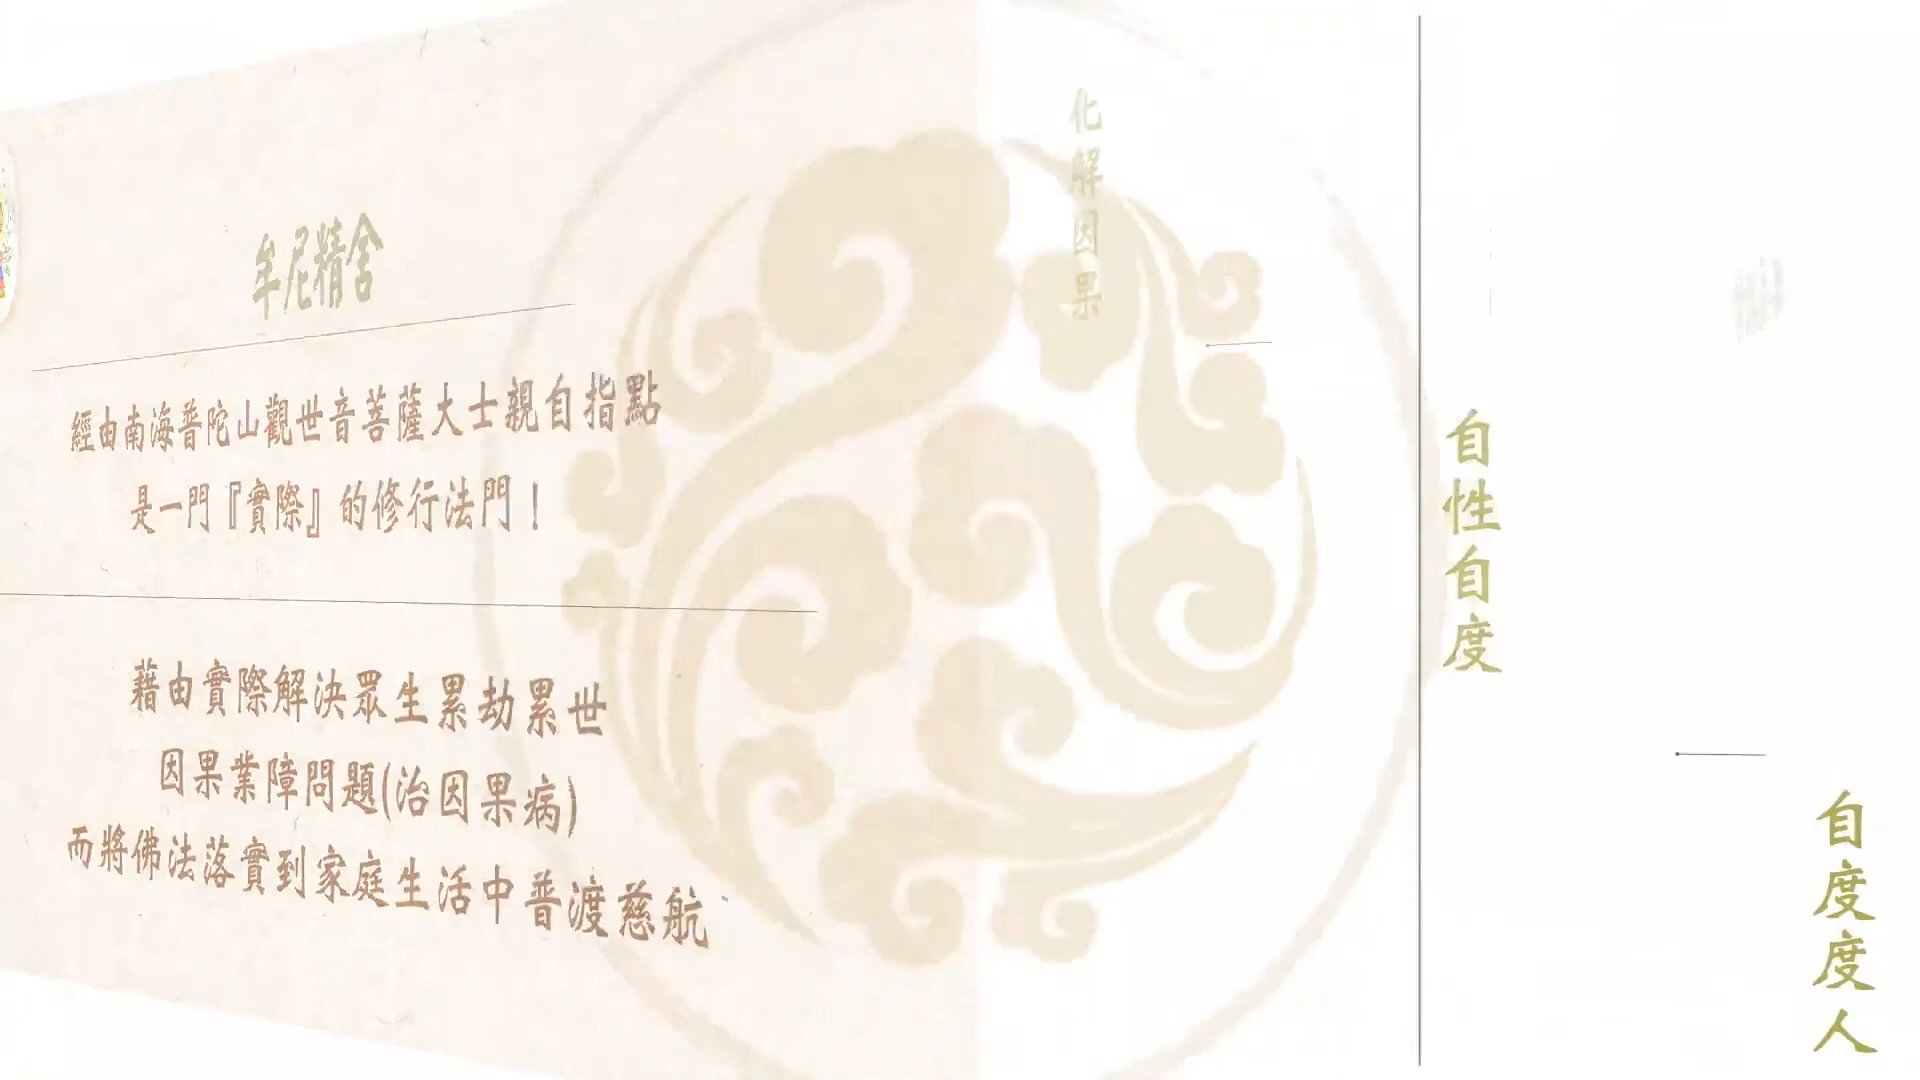 牟尼精舍
經由南海普陀山觀世音菩薩大士親自指點
是一門『實際』的修行法門！
藉由實際解決眾生累劫累世
因果業障問題(治因果病)
而將佛法落實到家庭生活中普渡慈航
化解因果
自性自度
自度度人